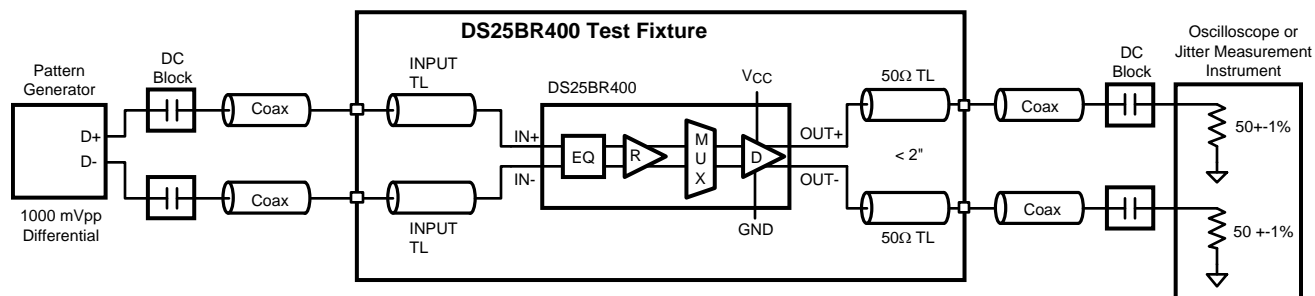 DS25BR400 Test Fixture
Pattern
Generator
D+
D-
1000 mVpp
Differential
DC
Block
Coax
Coax
INPUT
TL
INPUT
TL
DS25BR400
IN+
IN-
EQ
R
M
U
X
D
VCC
GND
OUT+
OUT-
50Ω TL
< 2"
50Ω TL
Coax
Coax
DC
Block
Oscilloscope or
Jitter Measurement
Instrument
50+-1%
50 +-1%